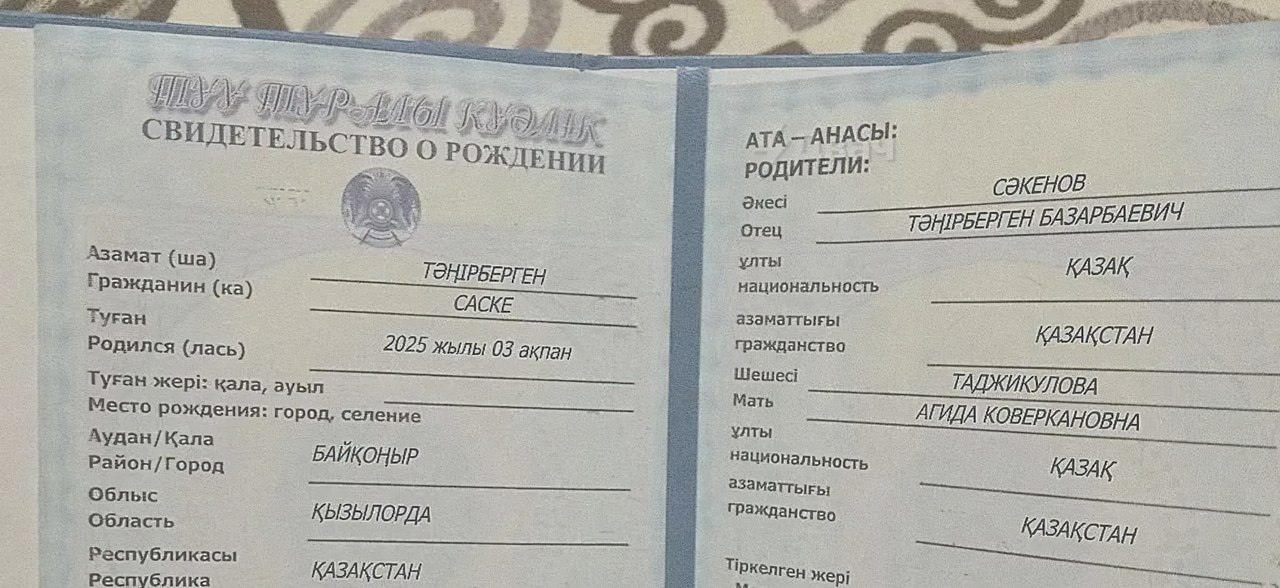 ТУУ ТУРАЛЫ КУӘЛІК
СВИДЕТЕЛЬСТВО О РОЖДЕНИИ
Азамат (ша)
Гражданин (ка)
ТӘҢІРБЕРГЕН
САСКЕ
Туған
Родился (лась)
2025 жылы 03 ақпан
Туған жері: қала, ауыл
Место рождения: город, селение
Аудан/Қала
Район/Город
БАЙҚОҢЫР
Облыс
Область
ҚЫЗЫЛОРДА
Республикасы
Республика
ҚАЗАҚСТАН
АТА – АНАСЫ:
РОДИТЕЛИ:
Әкесі
СӘКЕНОВ
Отец
ТӘҢІРБЕРГЕН БАЗАРБАЕВИЧ
ұлты
национальность
ҚАЗАҚ
азаматтығы
гражданство
ҚАЗАҚСТАН
Шешесі
ТАДЖИКУЛОВА
Мать
АГИДА КОВЕРКАНОВНА
ұлты
национальность
ҚАЗАҚ
азаматтығы
гражданство
ҚАЗАҚСТАН
Тіркелген жері